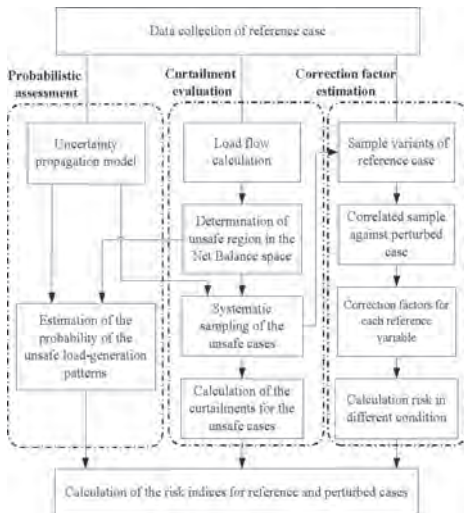 Data collection of reference case
Probabilistic
assessment
Curtailment
evaluation
Correction factor
estimation
Uncertainty
propagation model
Load flow
calculation
Sample variants of
reference case
Determination of
unsafe region in the
Net Balance space
Correlated sample
against perturbed
case
Estimation of the
probability of the
unsafe load-generation
patterns
Systematic
sampling of the
unsafe cases
Correction factors for
each reference
variable
Calculation of the
curtailments for the
unsafe cases
Calculation risk in
different condition
Calculation of the risk indices for reference and perturbed cases